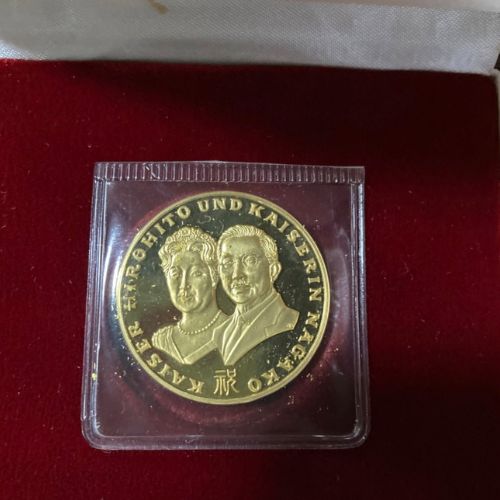 KAISER HIROHITO UND KAISERIN NAGAKO
祝